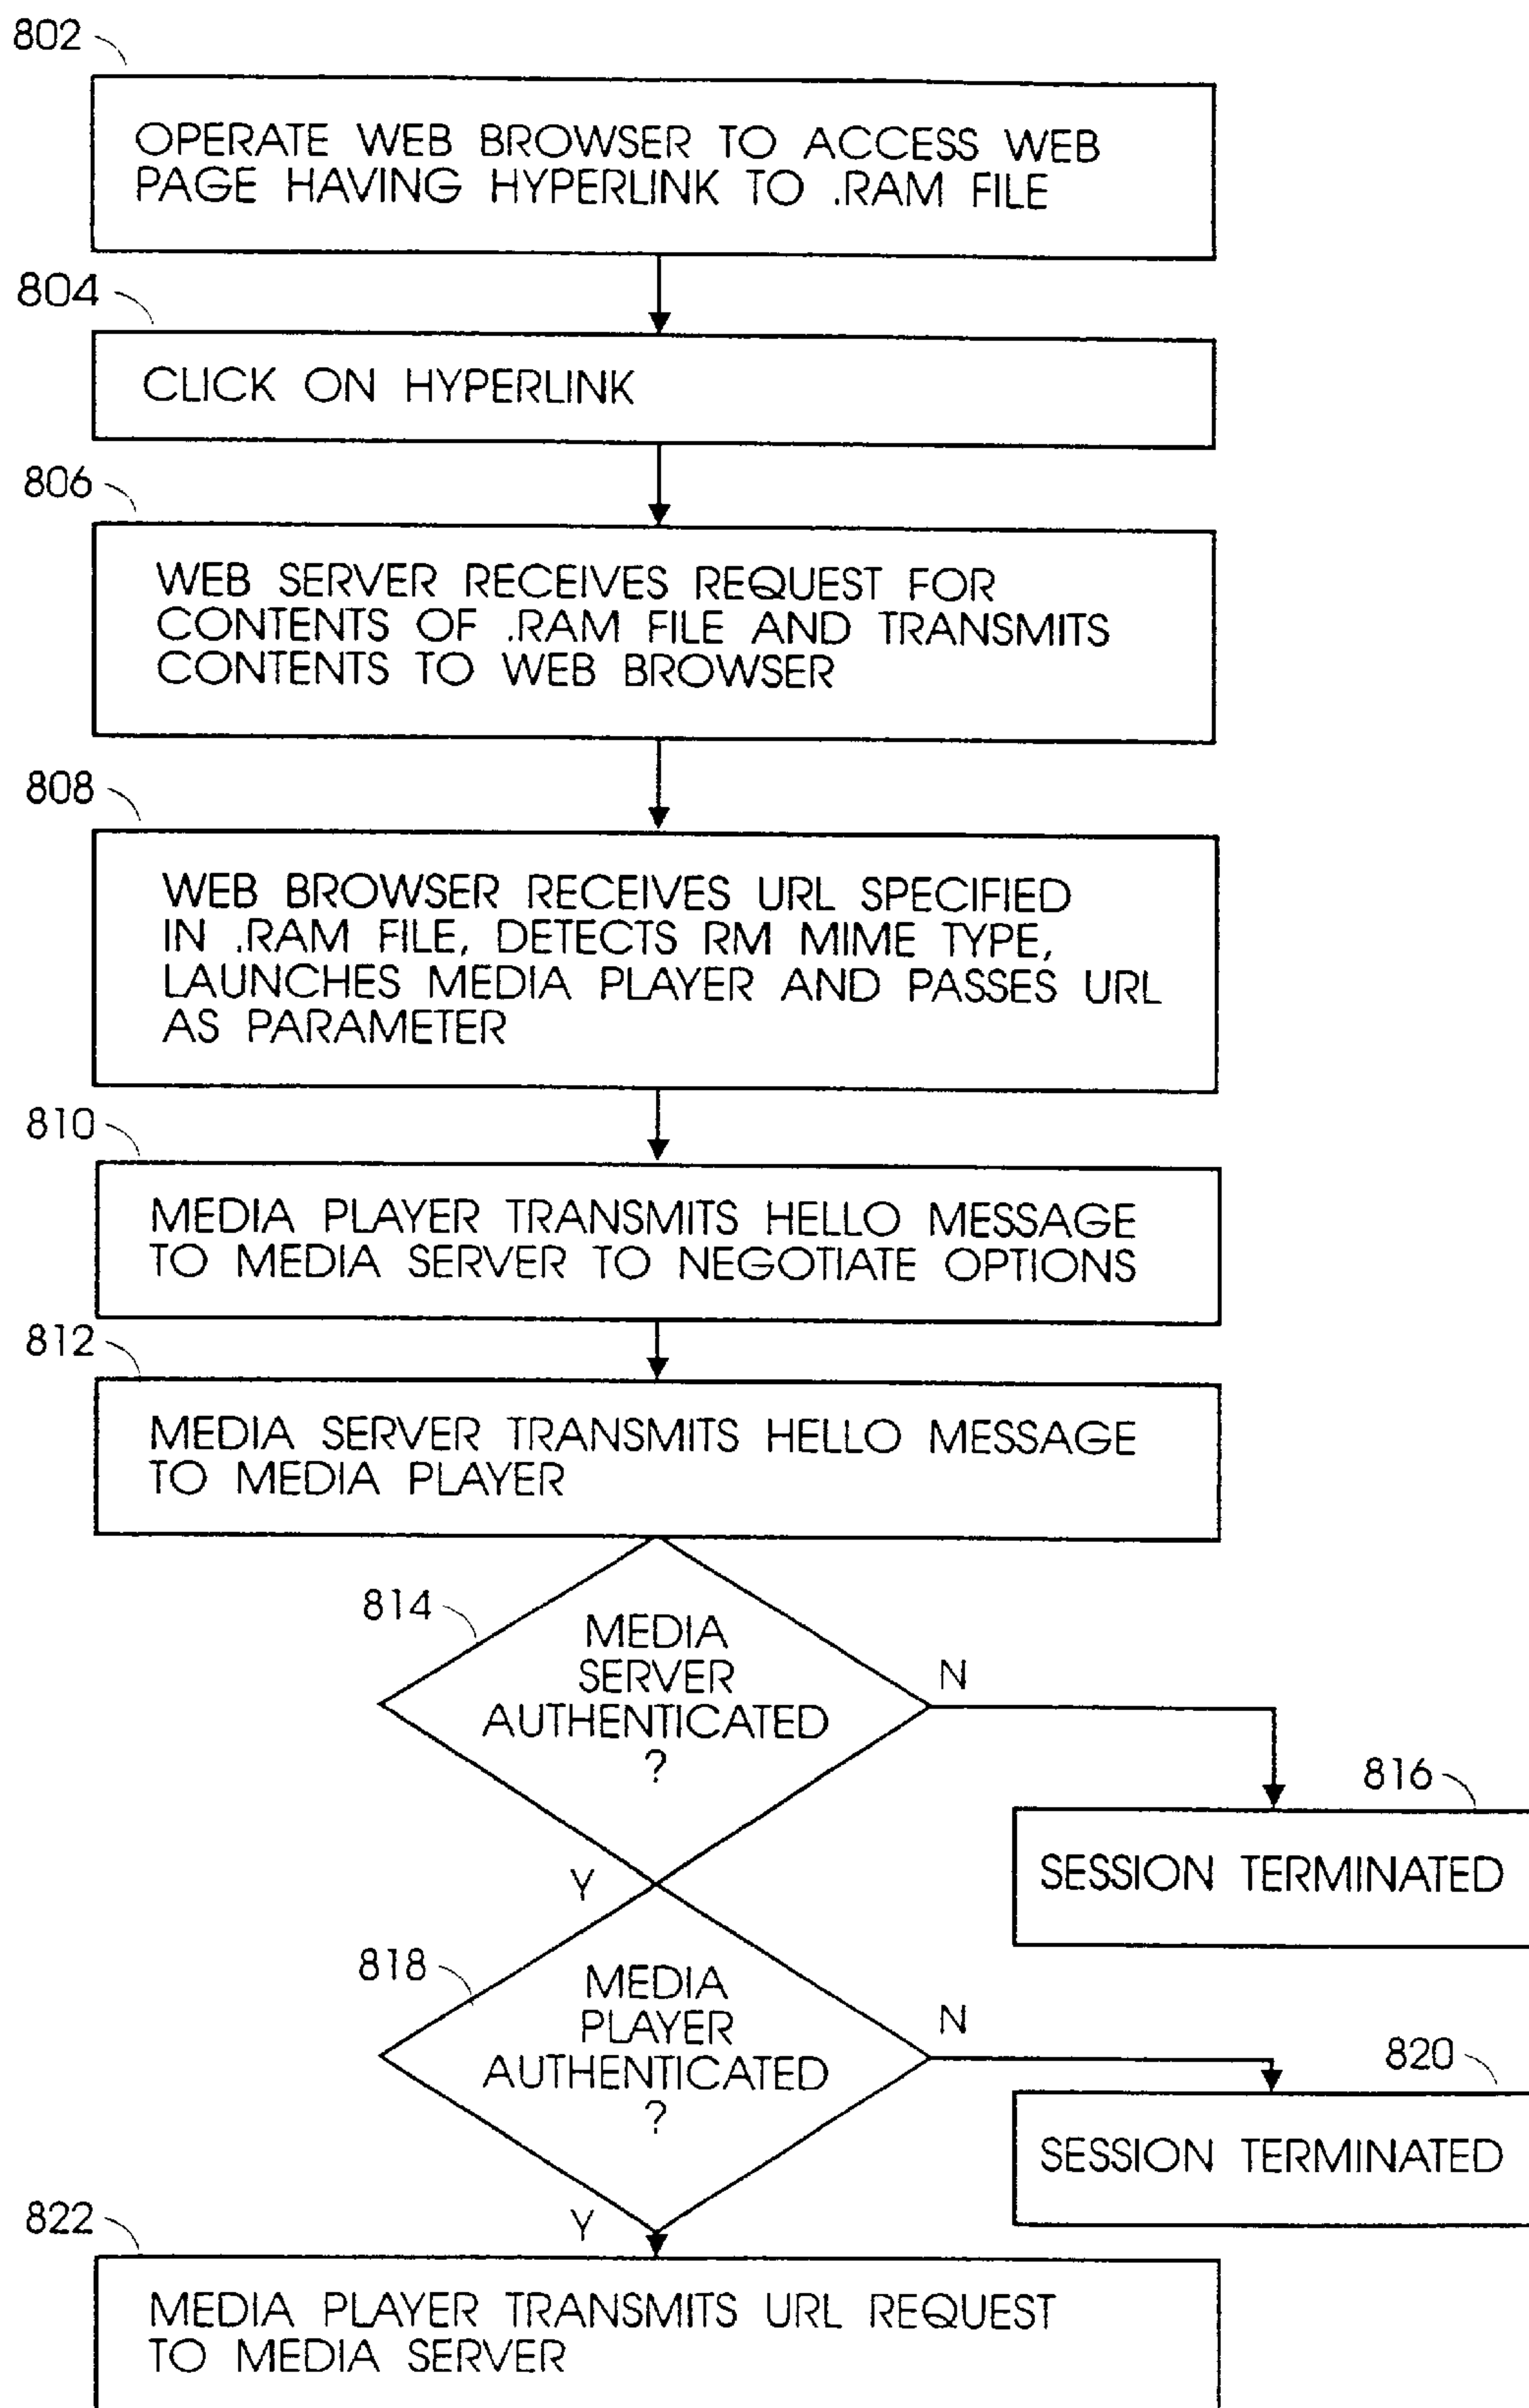 802
OPERATE WEB BROWSER TO ACCESS WEB
PAGE HAVING HYPERLINK TO .RAM FILE
804
CLICK ON HYPERLINK
806
WEB SERVER RECEIVES REQUEST FOR
CONTENTS OF .RAM FILE AND TRANSMITS
CONTENTS TO WEB BROWSER
808
WEB BROWSER RECEIVES URL SPECIFIED
IN .RAM FILE, DETECTS RM MIME TYPE,
LAUNCHES MEDIA PLAYER AND PASSES URL
AS PARAMETER
810
MEDIA PLAYER TRANSMITS HELLO MESSAGE
TO MEDIA SERVER TO NEGOTIATE OPTIONS
812
MEDIA SERVER TRANSMITS HELLO MESSAGE
TO MEDIA PLAYER
814
MEDIA
SERVER
AUTHENTICATED
?
N
816
SESSION TERMINATED
Y
818
MEDIA
PLAYER
AUTHENTICATED
?
N
820
SESSION TERMINATED
Y
822
MEDIA PLAYER TRANSMITS URL REQUEST
TO MEDIA SERVER